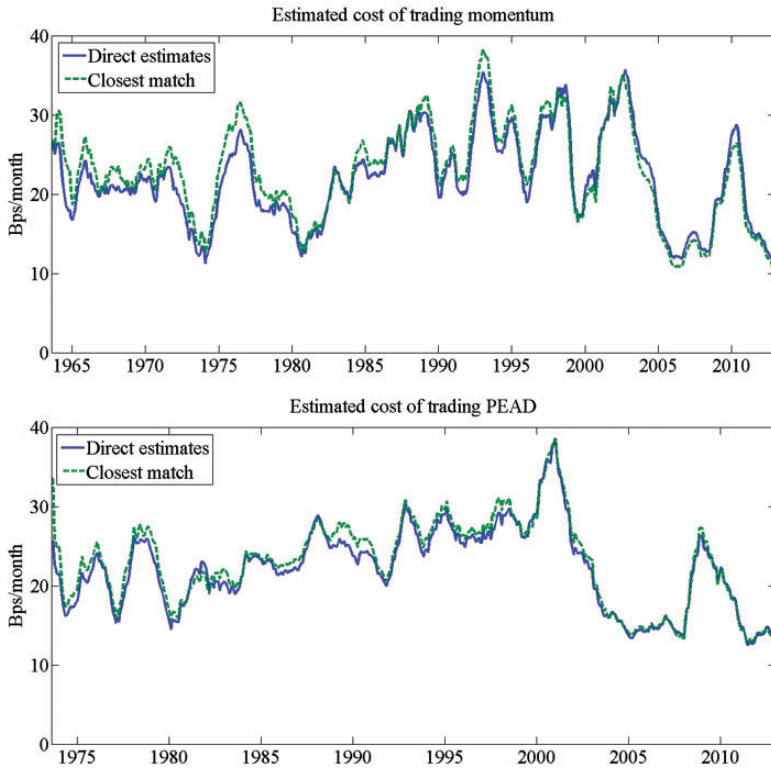 Estimated cost of trading momentum
40
Direct estimates
Closest match
30
Bps/month
20
10
0
1965 1970 1975 1980 1985 1990 1995 2000 2005 2010
Estimated cost of trading PEAD
40
Direct estimates
Closest match
30
Bps/month
20
10
0
1975 1980 1985 1990 1995 2000 2005 2010